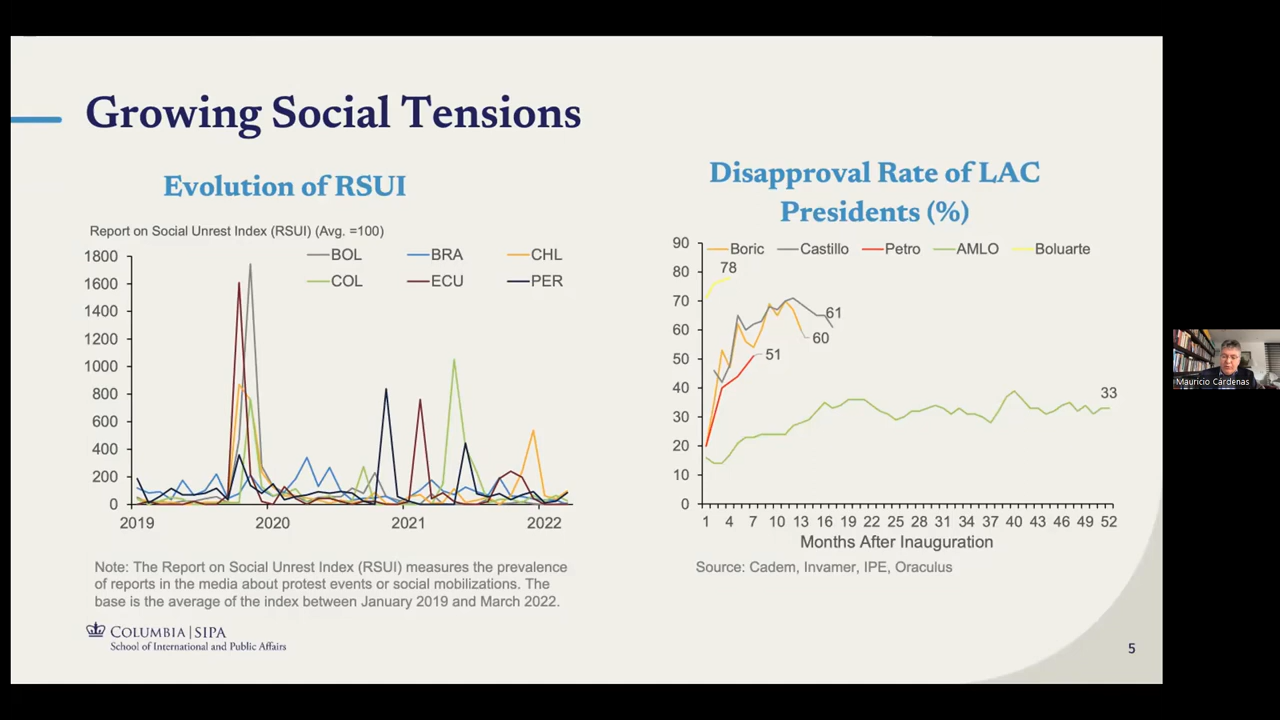 Growing Social Tensions
Evolution of RSUI
Report on Social Unrest Index (RSUI) (Avg. =100)
BOL BRA CHL
COL ECU PER
1800
1600
1400
1200
1000
800
600
400
200
0
2019 2020 2021 2022
Note: The Report on Social Unrest Index (RSUI) measures the prevalence
of reports in the media about protest events or social mobilizations. The
base is the average of the index between January 2019 and March 2022.
Disapproval Rate of LAC
Presidents (%)
Boric Castillo Petro AMLO Boluarte
90
80
70
60
50
40
30
20
10
0
78
61
60
51
33
1 4 7 10 13 16 19 22 25 28 31 34 37 40 43 46 49 52
Months After Inauguration
Source: Cadem, Invamer, IPE, Oraculus
COLUMBIA | SIPA
School of International and Public Affairs
5
Mauricio Cárdenas